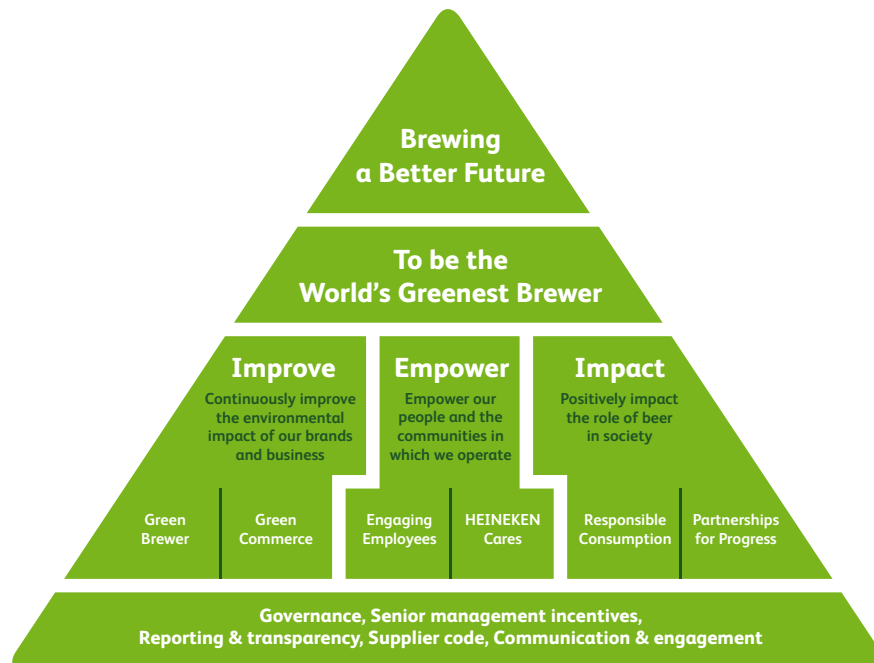 Brewing
a Better Future
To be the
World's Greenest Brewer
Improve
Continuously improve
the environmental
impact of our brands
and business
Empower
Empower our
people and the
communities in
which we operate
Impact
Positively impact
the role of beer
in society
Green
Brewer
Green
Commerce
Engaging
Employees
HEINEKEN
Cares
Responsible
Consumption
Partnerships
for Progress
Governance, Senior management incentives,
Reporting & transparency, Supplier code, Communication & engagement